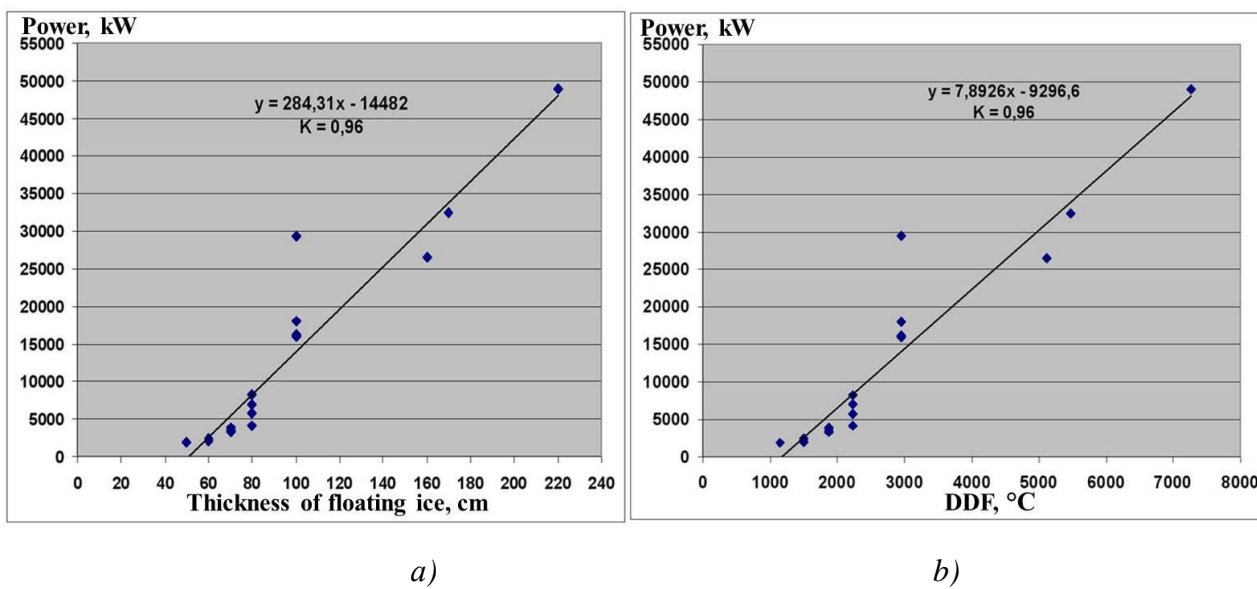 Power, kW
55000
50000
45000
40000
35000
30000
25000
20000
15000
10000
5000
0
y = 284,31x - 14482
K = 0,96
0 20 40 60 80 100 120 140 160 180 200 220 240
Thickness of floating ice, cm
a)
Power, kW
55000
50000
45000
40000
35000
30000
25000
20000
15000
10000
5000
0
y = 7,8926x - 9296,6
K = 0,96
0 1000 2000 3000 4000 5000 6000 7000 8000
DDF, °C
b)